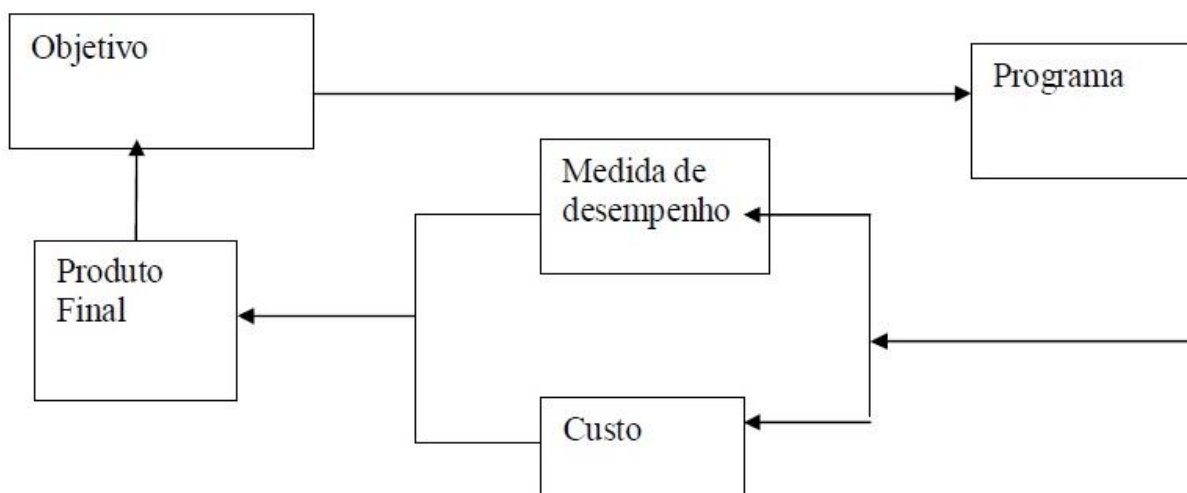 Objetivo
Programa
Medida de
desempenho
Produto
Final
Custo